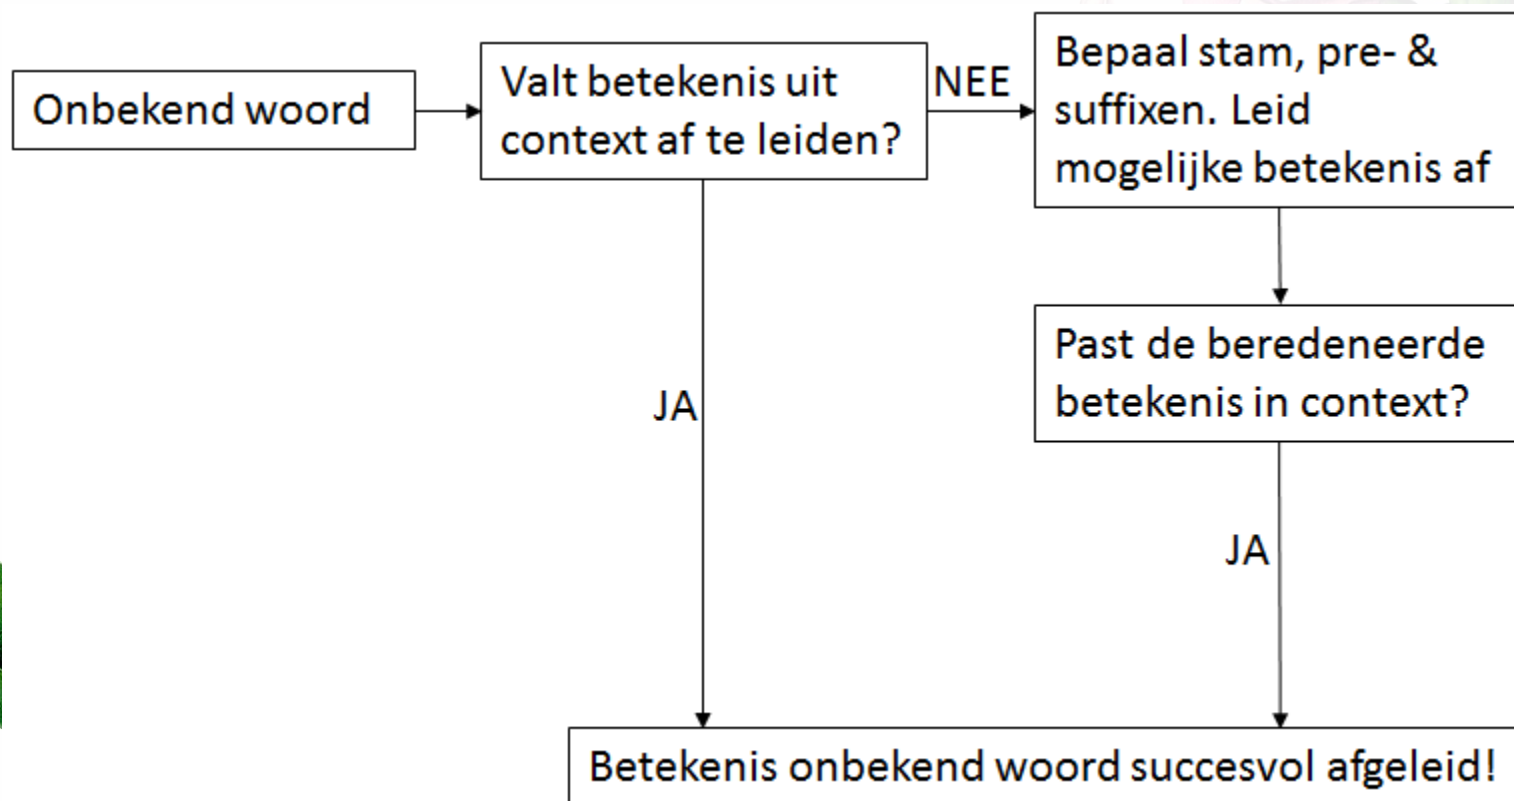 Onbekend woord
Valt betekenis uit
context af te leiden?
NEE
Bepaal stam, pre- &
suffixen. Leid
mogelijke betekenis af
Past de beredeneerde
betekenis in context?
JA
JA
Betekenis onbekend woord succesvol afgeleid!